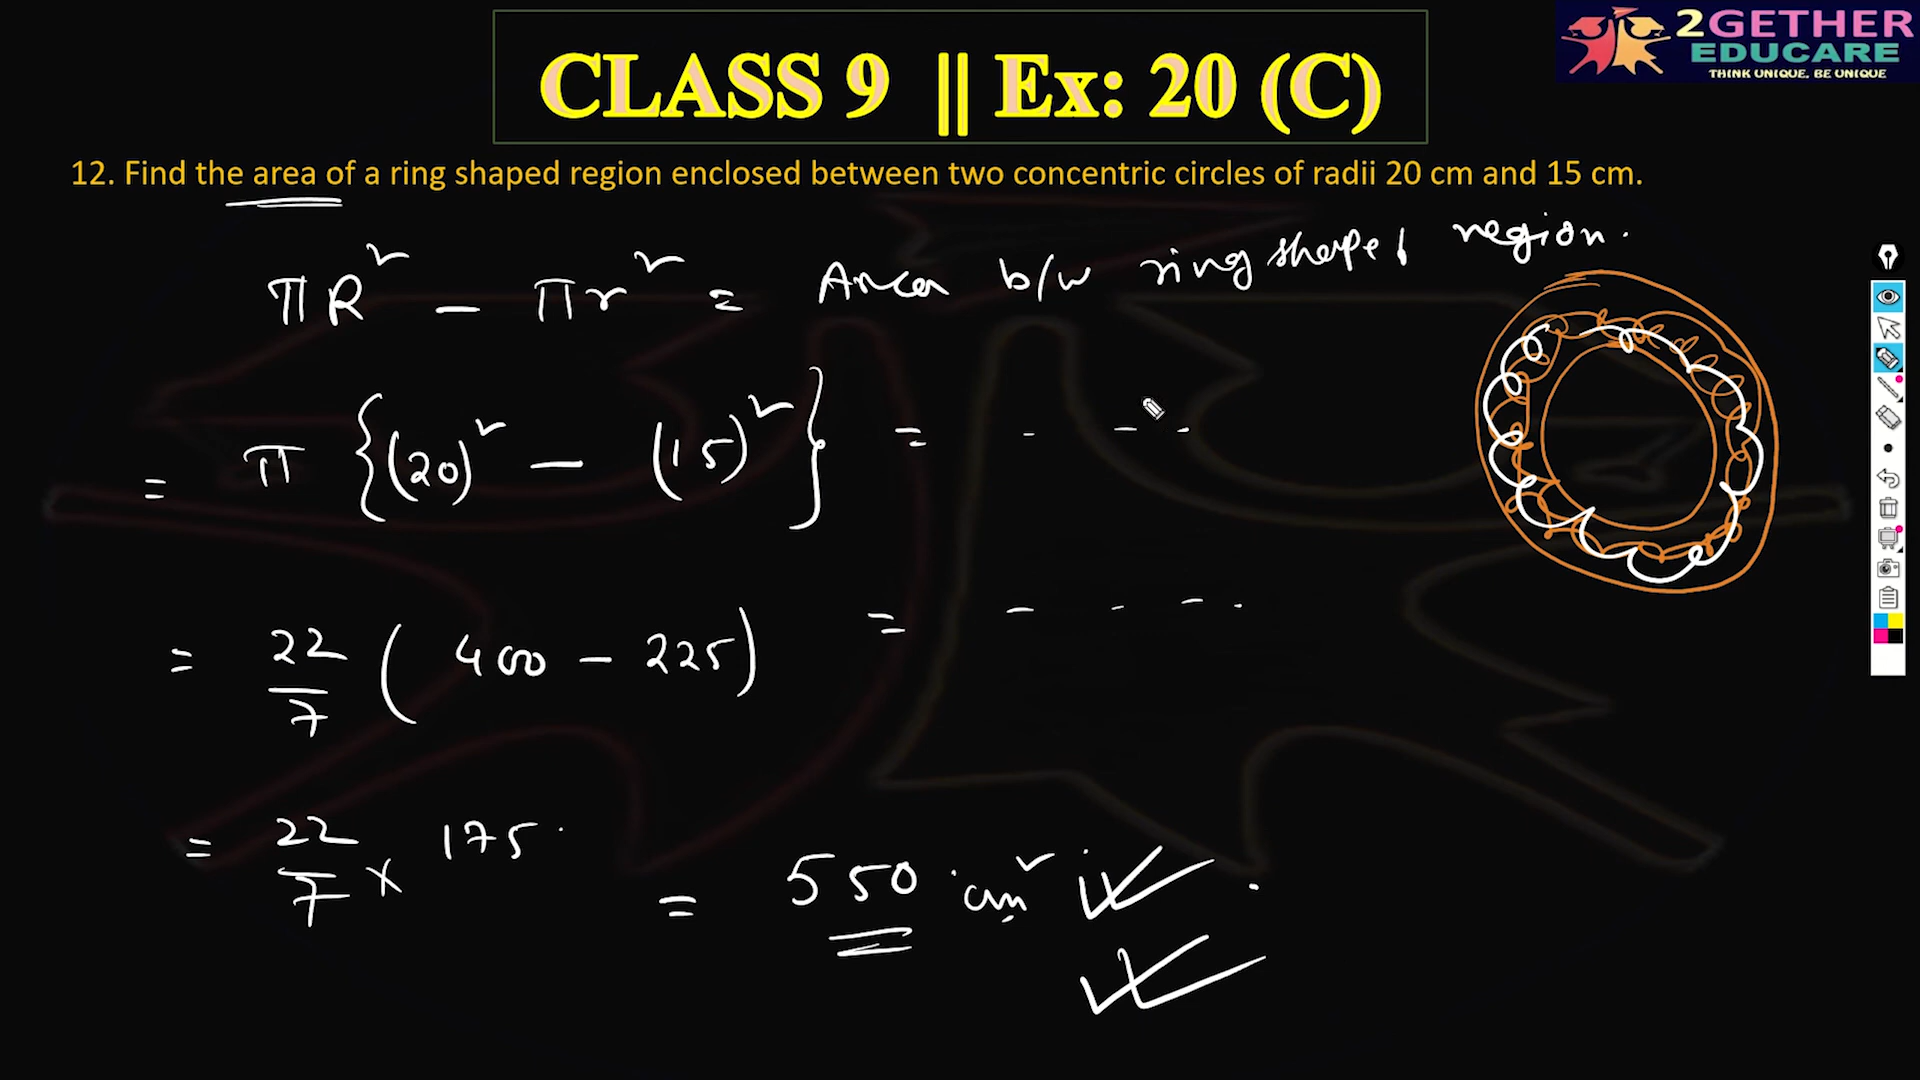 CLASS 9 || Ex: 20 (C)
2GETHER
EDUCARE
THINK UNIQUE. BE UNIQUE
12. Find the area of a ring shaped region enclosed between two concentric circles of radii 20 cm and 15 cm.
πR² - πr² = Area b/w ring shaped region.
= π {(20)² - (15)²} = - - -
= 22/7 (400 - 225) = - - - -
= 22/7 × 175 = 550 cm²